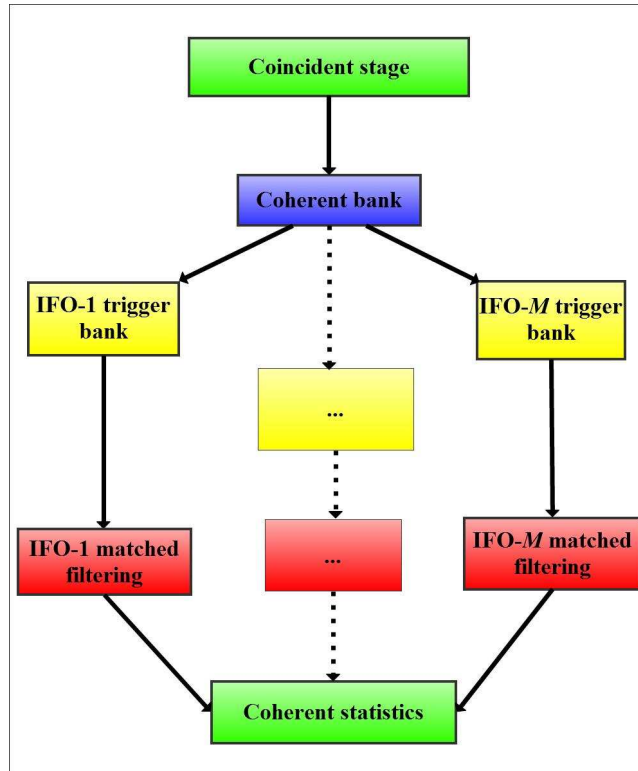 Coincident stage
Coherent bank
IFO-1 trigger
bank
IFO-M trigger
bank
...
IFO-1 matched
filtering
...
IFO-M matched
filtering
Coherent statistics